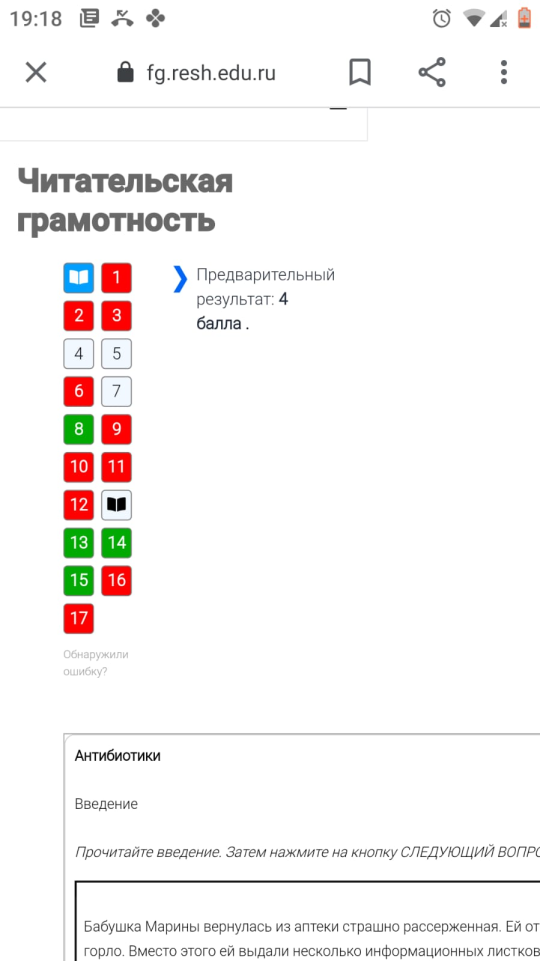 19:18
fg.resh.edu.ru
Читательская
грамотность
1
2 3
4 5
6 7
8 9
10 11
12
13 14
15 16
17
Предварительный
результат: 4
балла .
Обнаружили
ошибку?
Антибиотики
Введение
Прочитайте введение. Затем нажмите на кнопку СЛЕДУЮЩИЙ ВОПРО
Бабушка Марины вернулась из аптеки страшно рассерженная. Ей от
горло. Вместо этого ей выдали несколько информационных листков